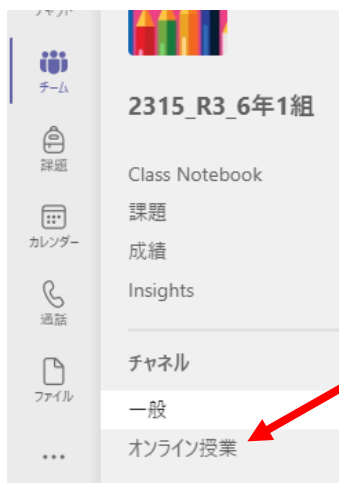 チーム
課題
カレンダー
通話
ファイル
...
2315_R3_6年1組
Class Notebook
課題
成績
Insights
チャネル
一般
オンライン授業